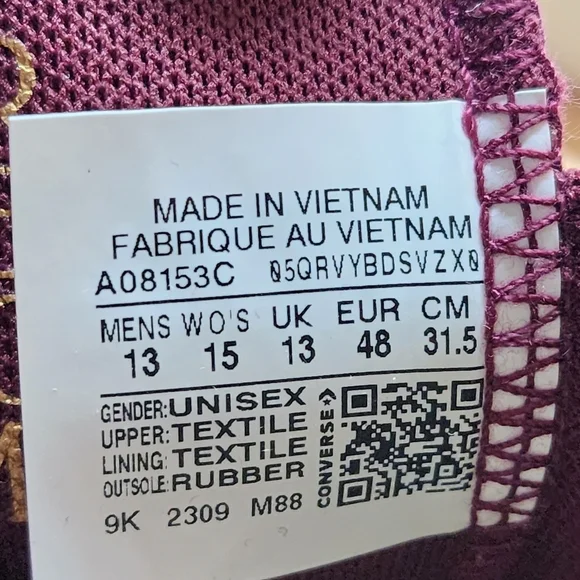 MADE IN VIETNAM
FABRIQUE AU VIETNAM
A08153C 05QRVYBDSVZX0
MENS WO'S UK EUR CM
13 15 13 48 31.5
GENDER: UNISEX
UPPER: TEXTILE
LINING: TEXTILE
OUTSOLE: RUBBER
CONVERSE
9K 2309 M88